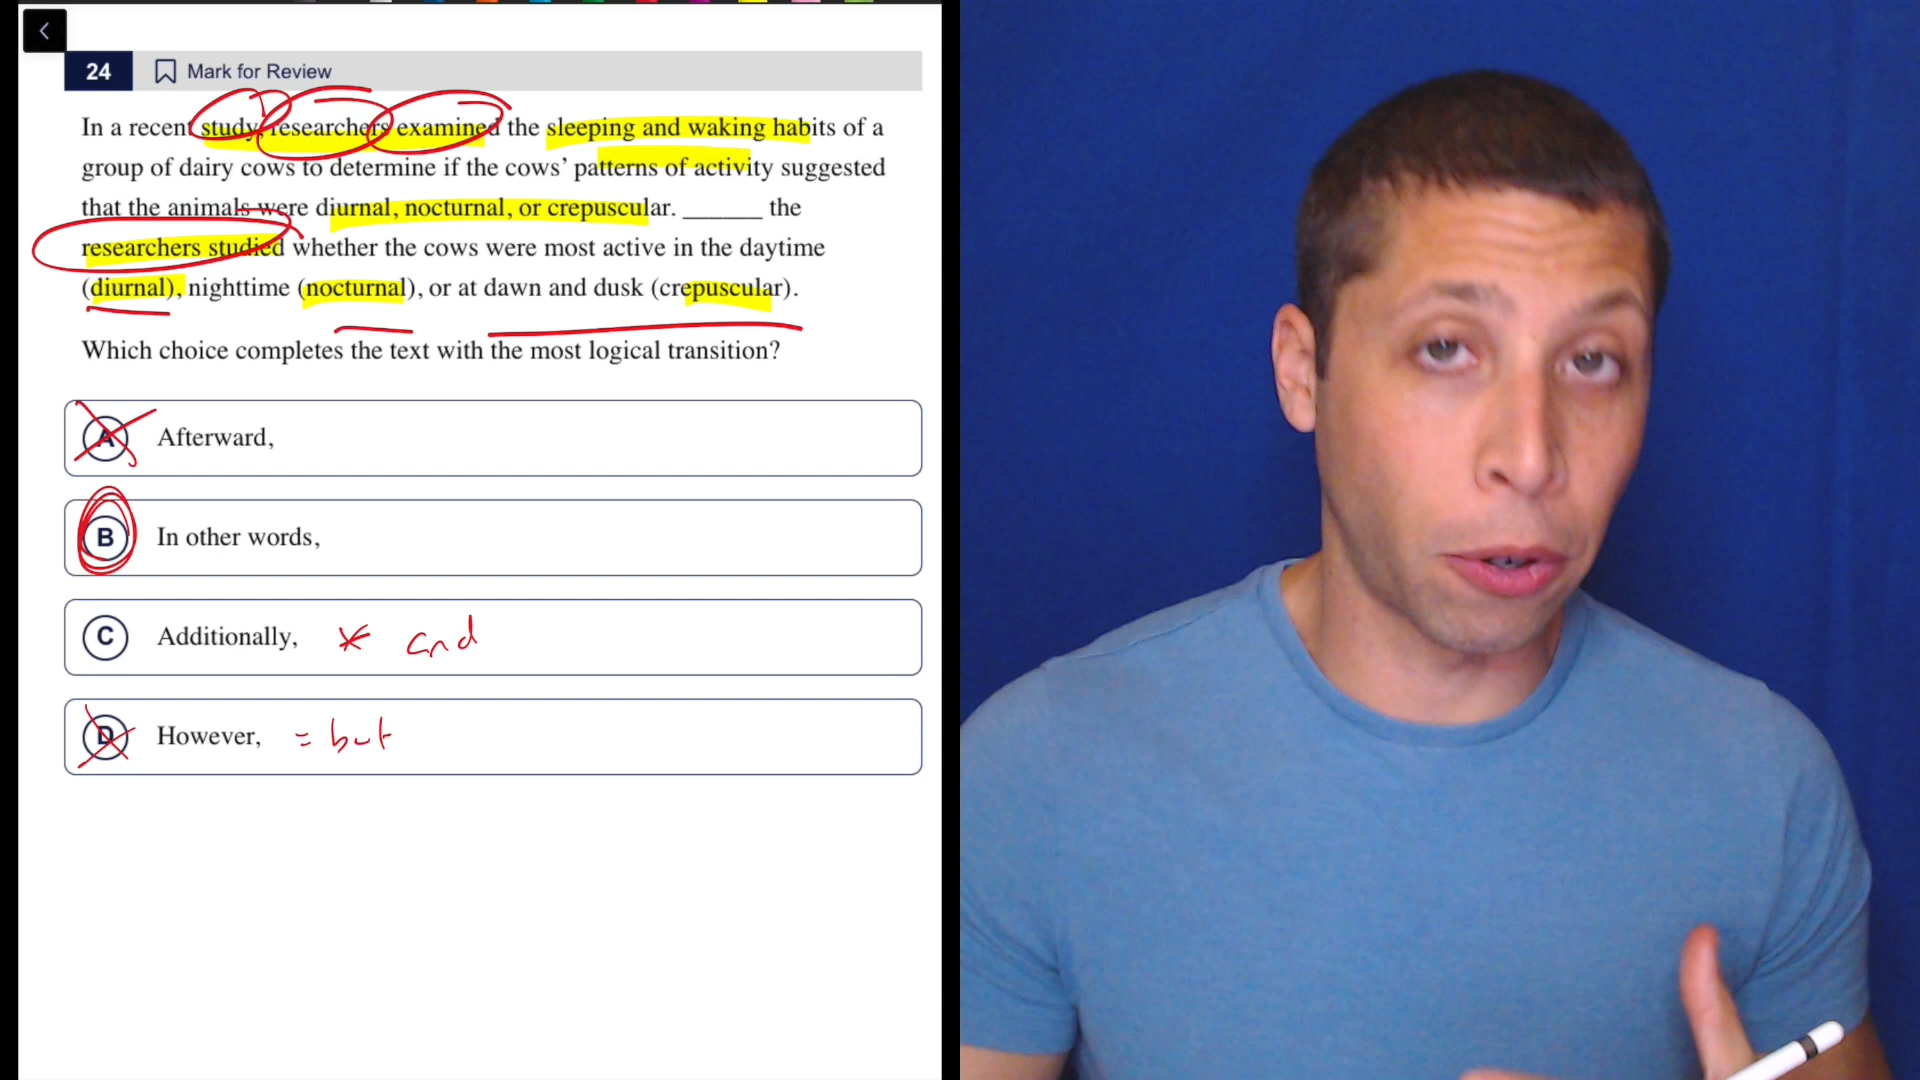 24 Mark for Review
In a recent study, researchers examined the sleeping and waking habits of a
group of dairy cows to determine if the cows’ patterns of activity suggested
that the animals were diurnal, nocturnal, or crepuscular. ______ the
researchers studied whether the cows were most active in the daytime
(diurnal), nighttime (nocturnal), or at dawn and dusk (crepuscular).
Which choice completes the text with the most logical transition?
A Afterward,
B In other words,
C Additionally, * and
D However, = but